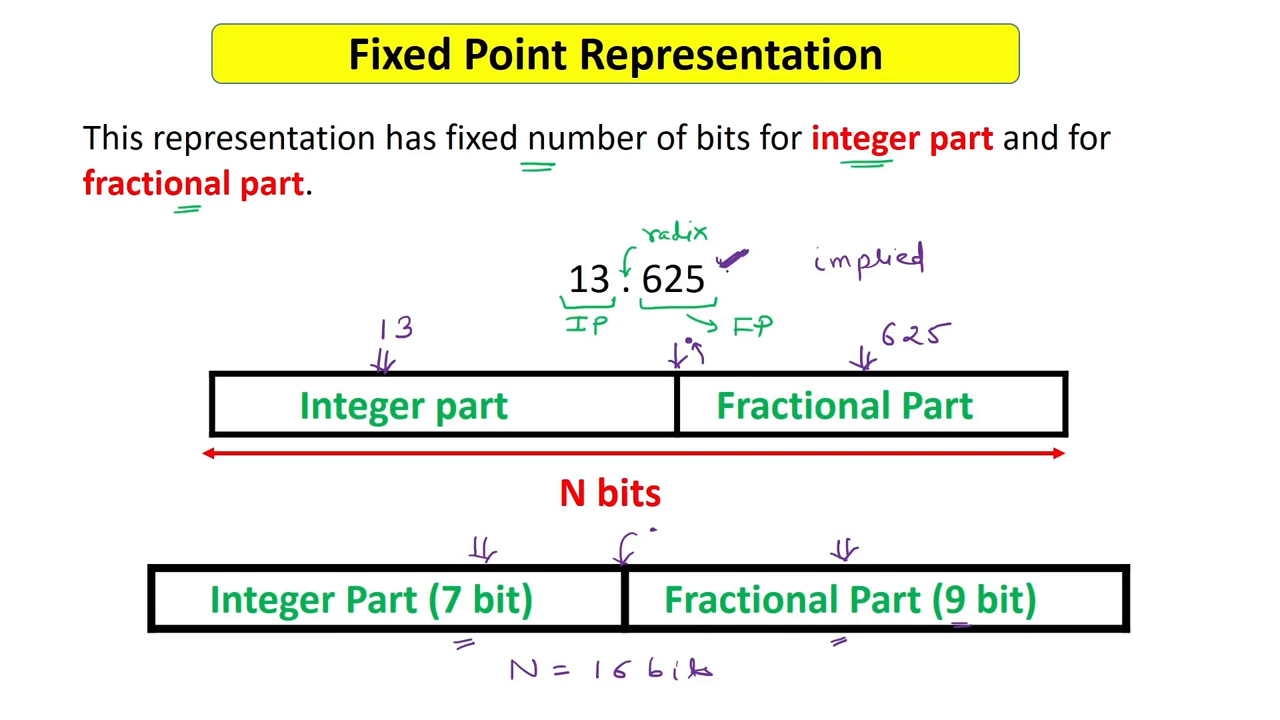 Fixed Point Representation
This representation has fixed number of bits for integer part and for
fractional part.
radix
13 . 625
implied
IP
FP
13
625
Integer part
Fractional Part
N bits
Integer Part (7 bit)
Fractional Part (9 bit)
N = 16 bits